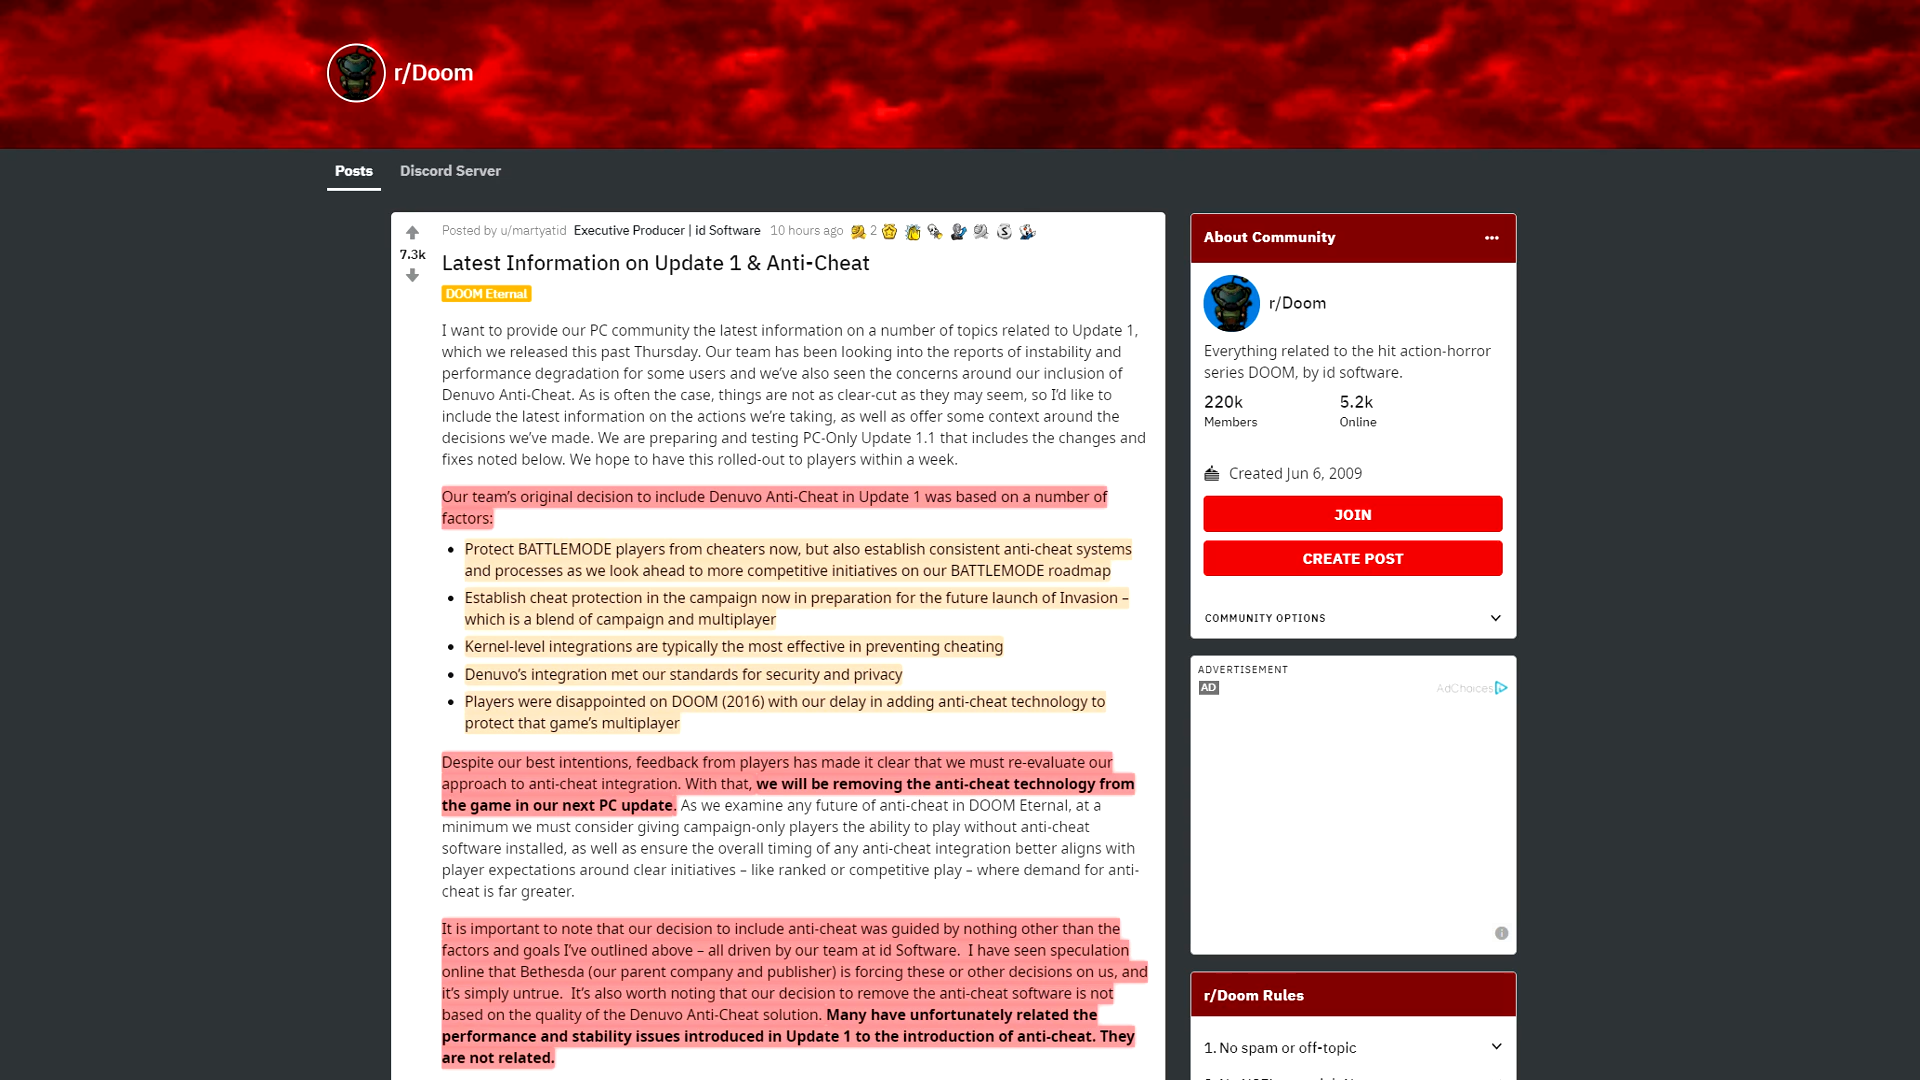 r/Doom
Posts
Discord Server
Posted by u/martyatid Executive Producer | id Software 10 hours ago 2
7.3k
Latest Information on Update 1 & Anti-Cheat
DOOM Eternal
I want to provide our PC community the latest information on a number of topics related to Update 1,
which we released this past Thursday. Our team has been looking into the reports of instability and
performance degradation for some users and we’ve also seen the concerns around our inclusion of
Denuvo Anti-Cheat. As is often the case, things are not as clear-cut as they may seem, so I’d like to
include the latest information on the actions we’re taking, as well as offer some context around the
decisions we’ve made. We are preparing and testing PC-Only Update 1.1 that includes the changes and
fixes noted below. We hope to have this rolled-out to players within a week.
Our team’s original decision to include Denuvo Anti-Cheat in Update 1 was based on a number of
factors:
• Protect BATTLEMODE players from cheaters now, but also establish consistent anti-cheat systems
and processes as we look ahead to more competitive initiatives on our BATTLEMODE roadmap
• Establish cheat protection in the campaign now in preparation for the future launch of Invasion –
which is a blend of campaign and multiplayer
• Kernel-level integrations are typically the most effective in preventing cheating
• Denuvo’s integration met our standards for security and privacy
• Players were disappointed on DOOM (2016) with our delay in adding anti-cheat technology to
protect that game’s multiplayer
Despite our best intentions, feedback from players has made it clear that we must re-evaluate our
approach to anti-cheat integration. With that, we will be removing the anti-cheat technology from
the game in our next PC update. As we examine any future of anti-cheat in DOOM Eternal, at a
minimum we must consider giving campaign-only players the ability to play without anti-cheat
software installed, as well as ensure the overall timing of any anti-cheat integration better aligns with
player expectations around clear initiatives – like ranked or competitive play – where demand for anti-
cheat is far greater.
It is important to note that our decision to include anti-cheat was guided by nothing other than the
factors and goals I’ve outlined above – all driven by our team at id Software.  I have seen speculation
online that Bethesda (our parent company and publisher) is forcing these or other decisions on us, and
it’s simply untrue.  It’s also worth noting that our decision to remove the anti-cheat software is not
based on the quality of the Denuvo Anti-Cheat solution. Many have unfortunately related the
performance and stability issues introduced in Update 1 to the introduction of anti-cheat. They
are not related.
About Community
r/Doom
Everything related to the hit action-horror
series DOOM, by id software.
220k
Members
5.2k
Online
Created Jun 6, 2009
JOIN
CREATE POST
COMMUNITY OPTIONS
ADVERTISEMENT
AD
AdChoices
r/Doom Rules
1. No spam or off-topic